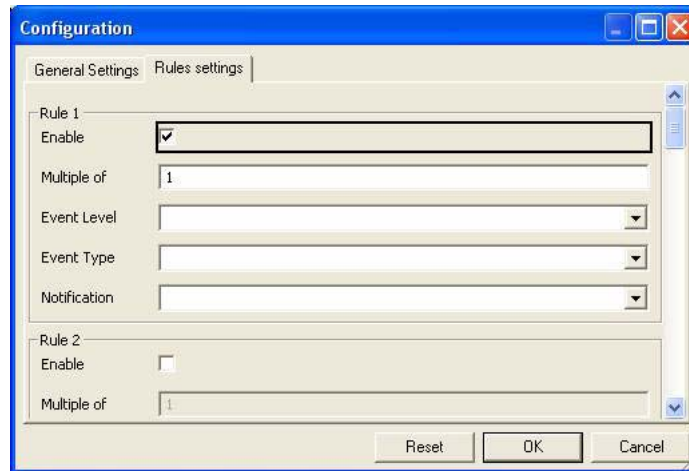 Configuration
General Settings Rules settings
Rule 1
Enable
Multiple of 1
Event Level
Event Type
Notification
Rule 2
Enable
Multiple of 1
Reset OK Cancel